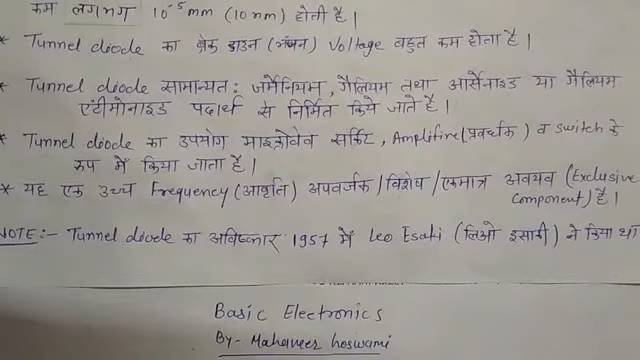 कम लगभग 10⁻⁵ mm (10 nm) होती है।
* Tunnel diode का ब्रेक डाउन (भंजन) Voltage बहुत कम होता है।
* Tunnel diode सामान्यत: जर्मेनियम, गैलियम तथा आर्सेनाइड या गैलियम
एंटीमोनाइड पदार्थ से निर्मित किये जाते है।
* Tunnel diode का उपयोग माइक्रोवेव सर्किट, Amplifire (प्रवर्धक) व switch के
रूप में किया जाता है।
* यह एक उच्च Frequency (आवृत्ति) अपवर्जक/विशेष/एकमात्र अवयव (Exclusive
component) है।
NOTE:- Tunnel diode का अविष्कार 1957 में Leo Esaki (लिओ इसाकी) ने किया था
Basic Electronics
By- Mahaveer Goswami